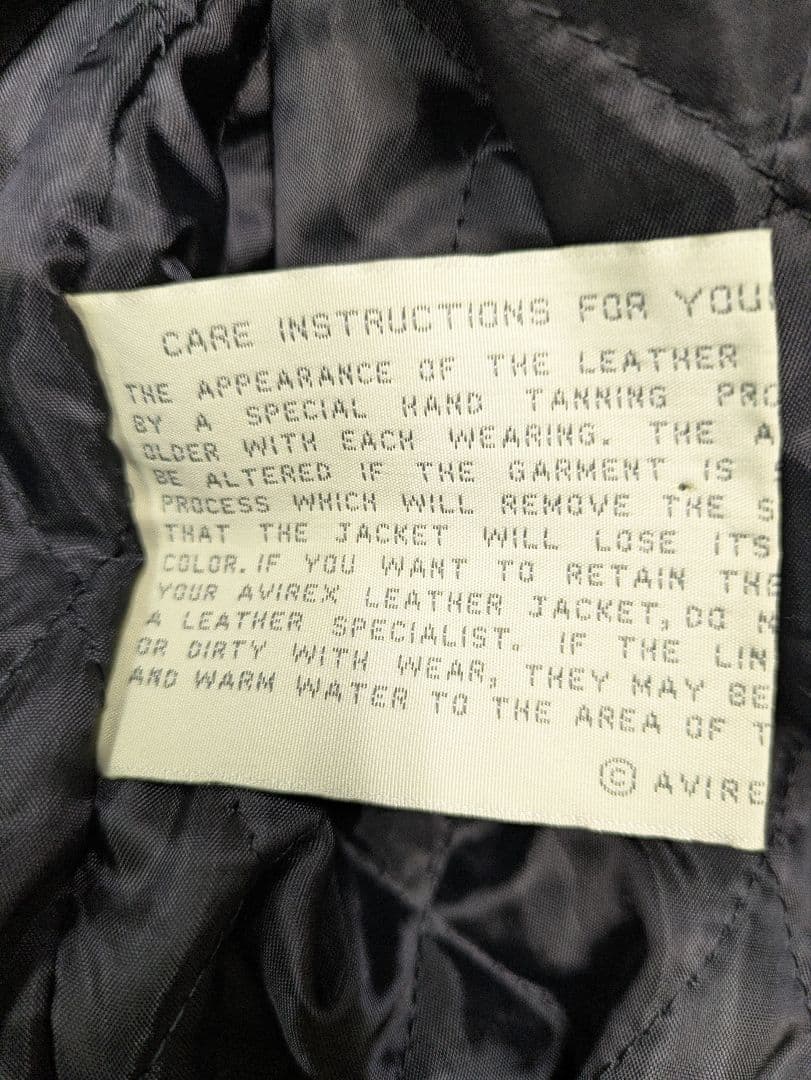 CARE INSTRUCTIONS FOR YOU
THE APPEARANCE OF THE LEATHER
BY A SPECIAL HAND TANNING PRO
OLDER WITH EACH WEARING. THE A
BE ALTERED IF THE GARMENT IS
PROCESS WHICH WILL REMOVE THE S
THAT THE JACKET WILL LOSE ITS
COLOR. IF YOU WANT TO RETAIN THE
YOUR AVIREX LEATHER JACKET, DO N
A LEATHER SPECIALIST. IF THE LIN
OR DIRTY WITH WEAR, THEY MAY BE
AND WARM WATER TO THE AREA OF T
© AVIRE